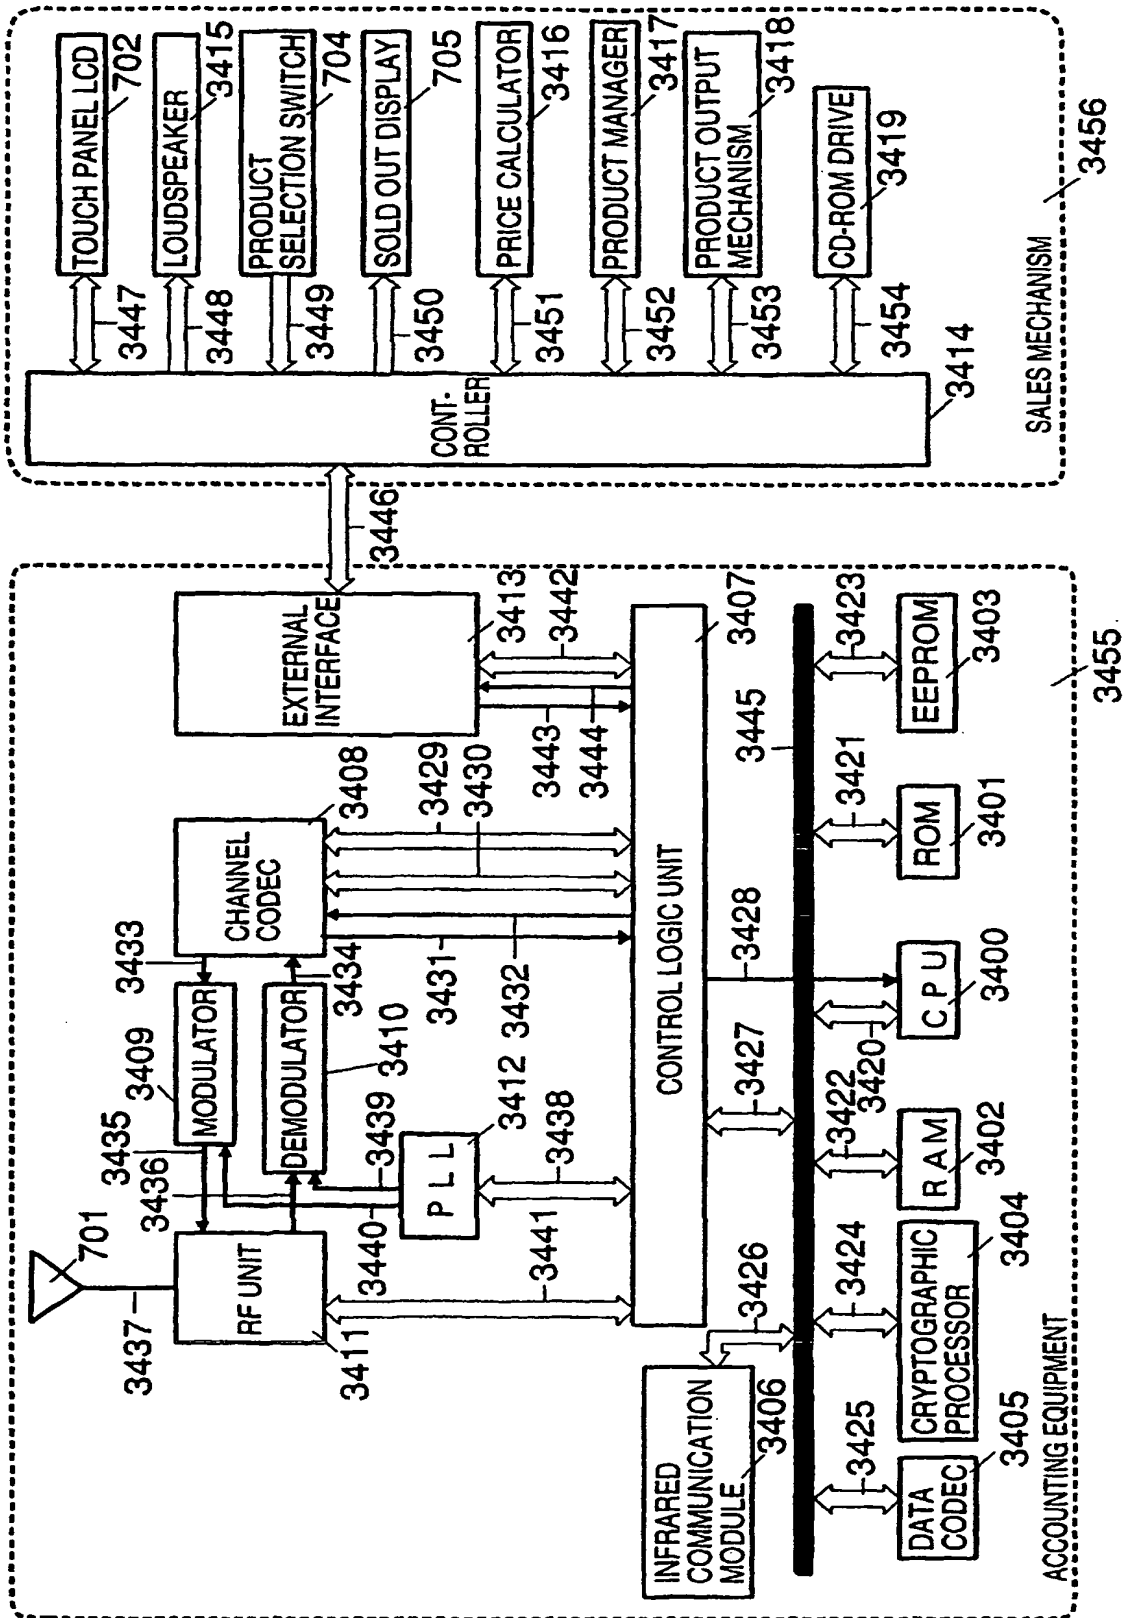 701
3437
RF UNIT
3411
3435
3436
3409
MODULATOR
3433
DEMODULATOR
3434
3410
CHANNEL
CODEC
3408
EXTERNAL
INTERFACE
3413
3446
3440
3439
P L L
3412
3441
3438
3431
3432
3430
3429
3443
3444
3442
INFRARED
COMMUNICATION
MODULE
3406
3426
CONTROL LOGIC UNIT
3407
3427
3428
3445
3425
3424
3422
3420
3421
3423
DATA
CODEC
3405
CRYPTOGRAPHIC
PROCESSOR
3404
R A M
3402
C P U
3400
ROM
3401
EEPROM
3403
ACCOUNTING EQUIPMENT
3455
CONT-
ROLLER
3414
3447
TOUCH PANEL LCD
702
3448
LOUDSPEAKER
3415
3449
PRODUCT
SELECTION SWITCH
704
3450
SOLD OUT DISPLAY
705
3451
PRICE CALCULATOR
3416
3452
PRODUCT MANAGER
3417
3453
PRODUCT OUTPUT
MECHANISM
3418
3454
CD-ROM DRIVE
3419
SALES MECHANISM
3456